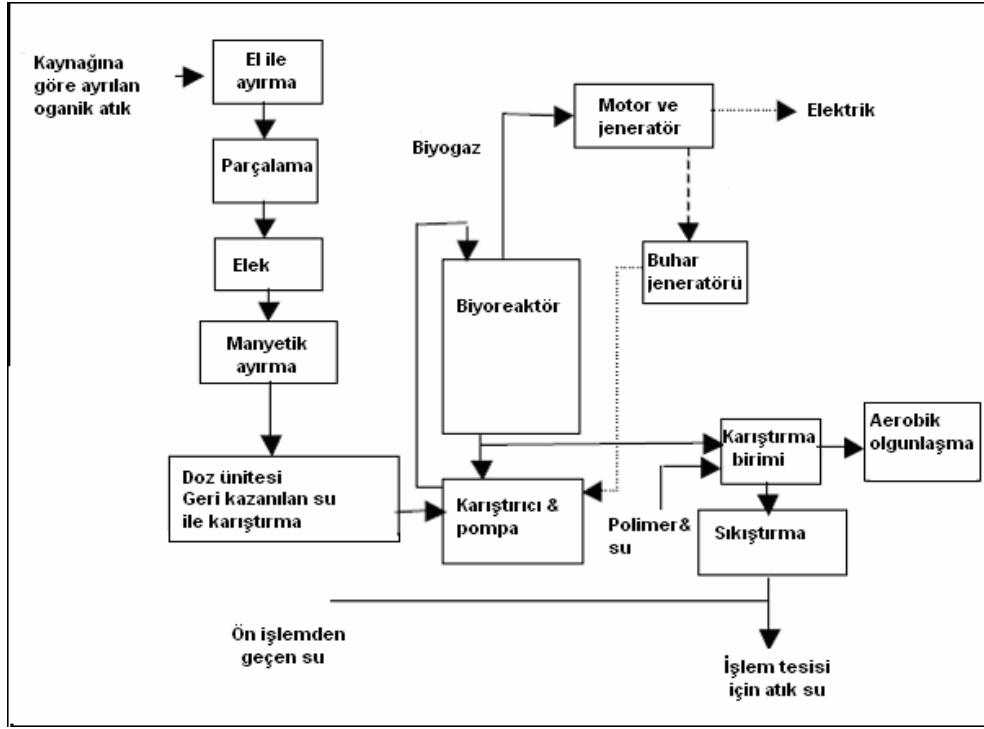 Kaynağına
göre ayrılan
oganik atık
El ile
ayırma
Parçalama
Elek
Manyetik
ayırma
Doz ünitesi
Geri kazanılan su
ile karıştırma
Biyogaz
Motor ve
jeneratör
Elektrik
Buhar
jeneratörü
Biyoreaktör
Karıştırıcı &
pompa
Karıştırma
birimi
Aerobik
olgunlaşma
Polimer&
su
Sıkıştırma
Ön işlemden
geçen su
İşlem tesisi
için atık su